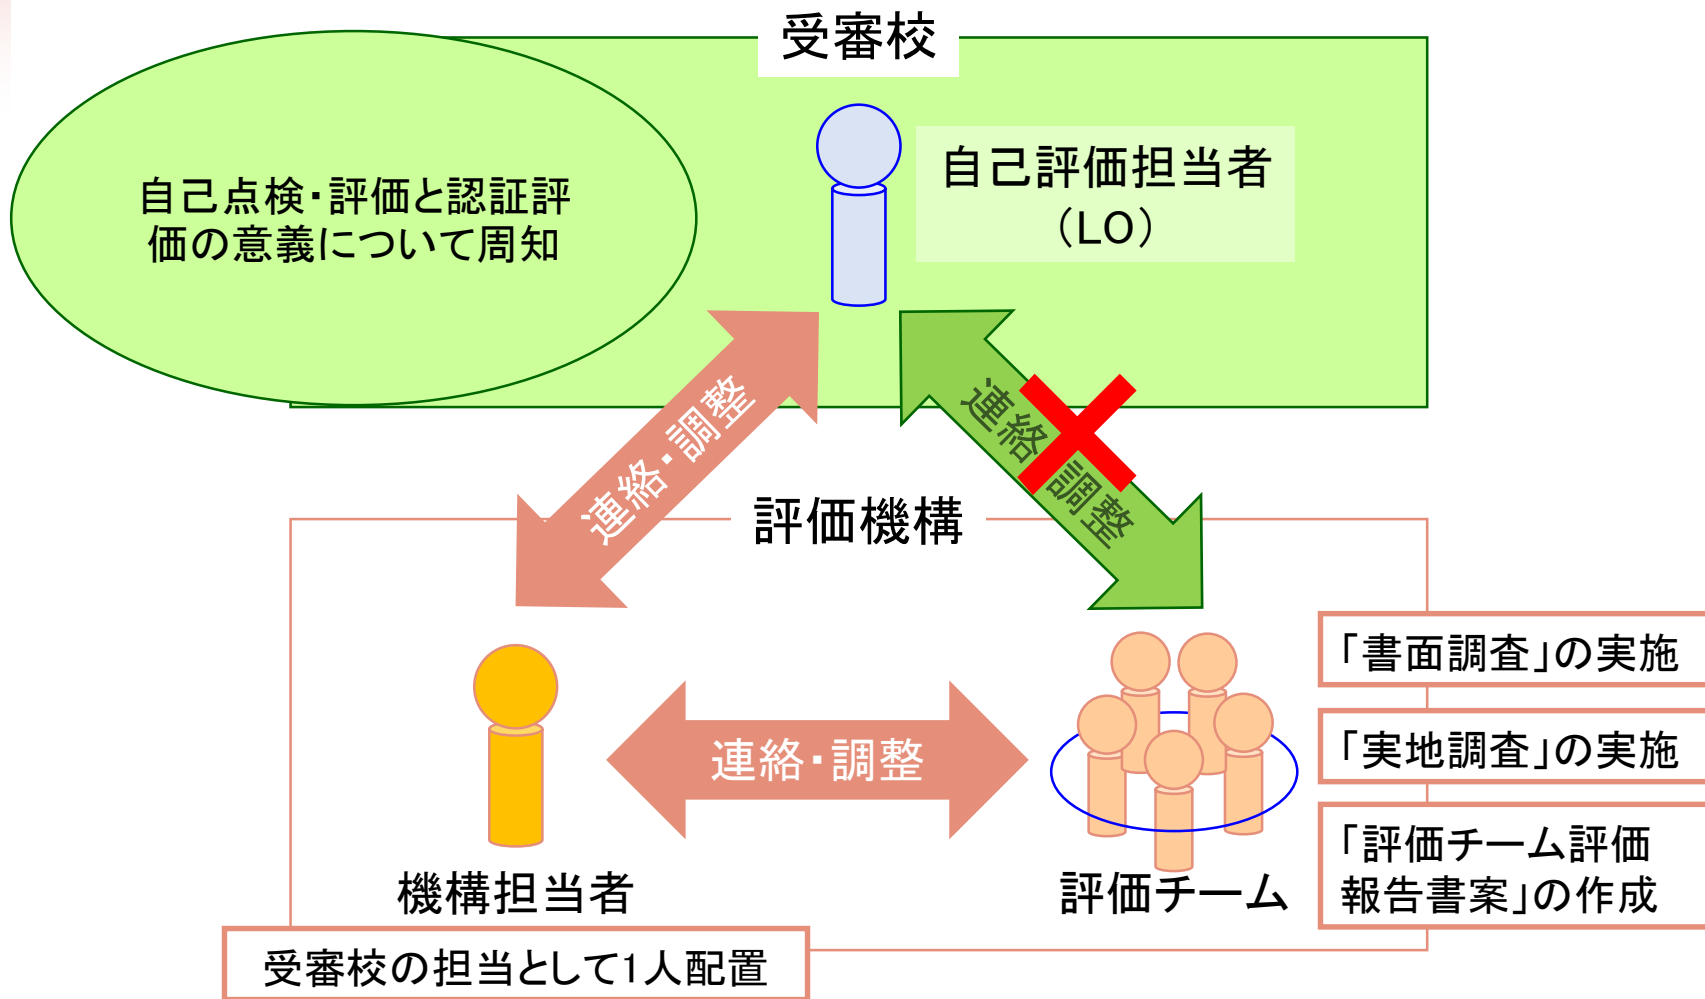 受審校
自己点検・評価と認証評
価の意義について周知
自己評価担当者
（LO）
連絡・調整
連絡・調整
評価機構
連絡・調整
機構担当者
受審校の担当として1人配置
評価チーム
「書面調査」の実施
「実地調査」の実施
「評価チーム評価
報告書案」の作成